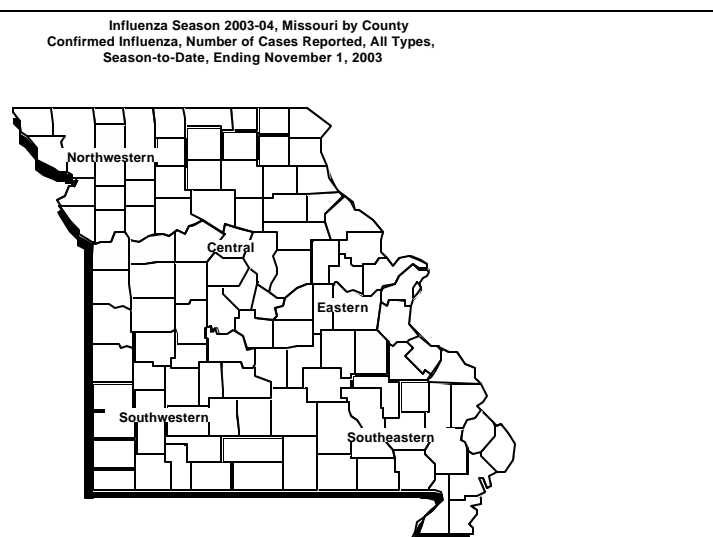 Influenza Season 2003-04, Missouri by County
Confirmed Influenza, Number of Cases Reported, All Types,
Season-to-Date, Ending November 1, 2003
Northwestern
Central
Eastern
Southwestern
Southeastern